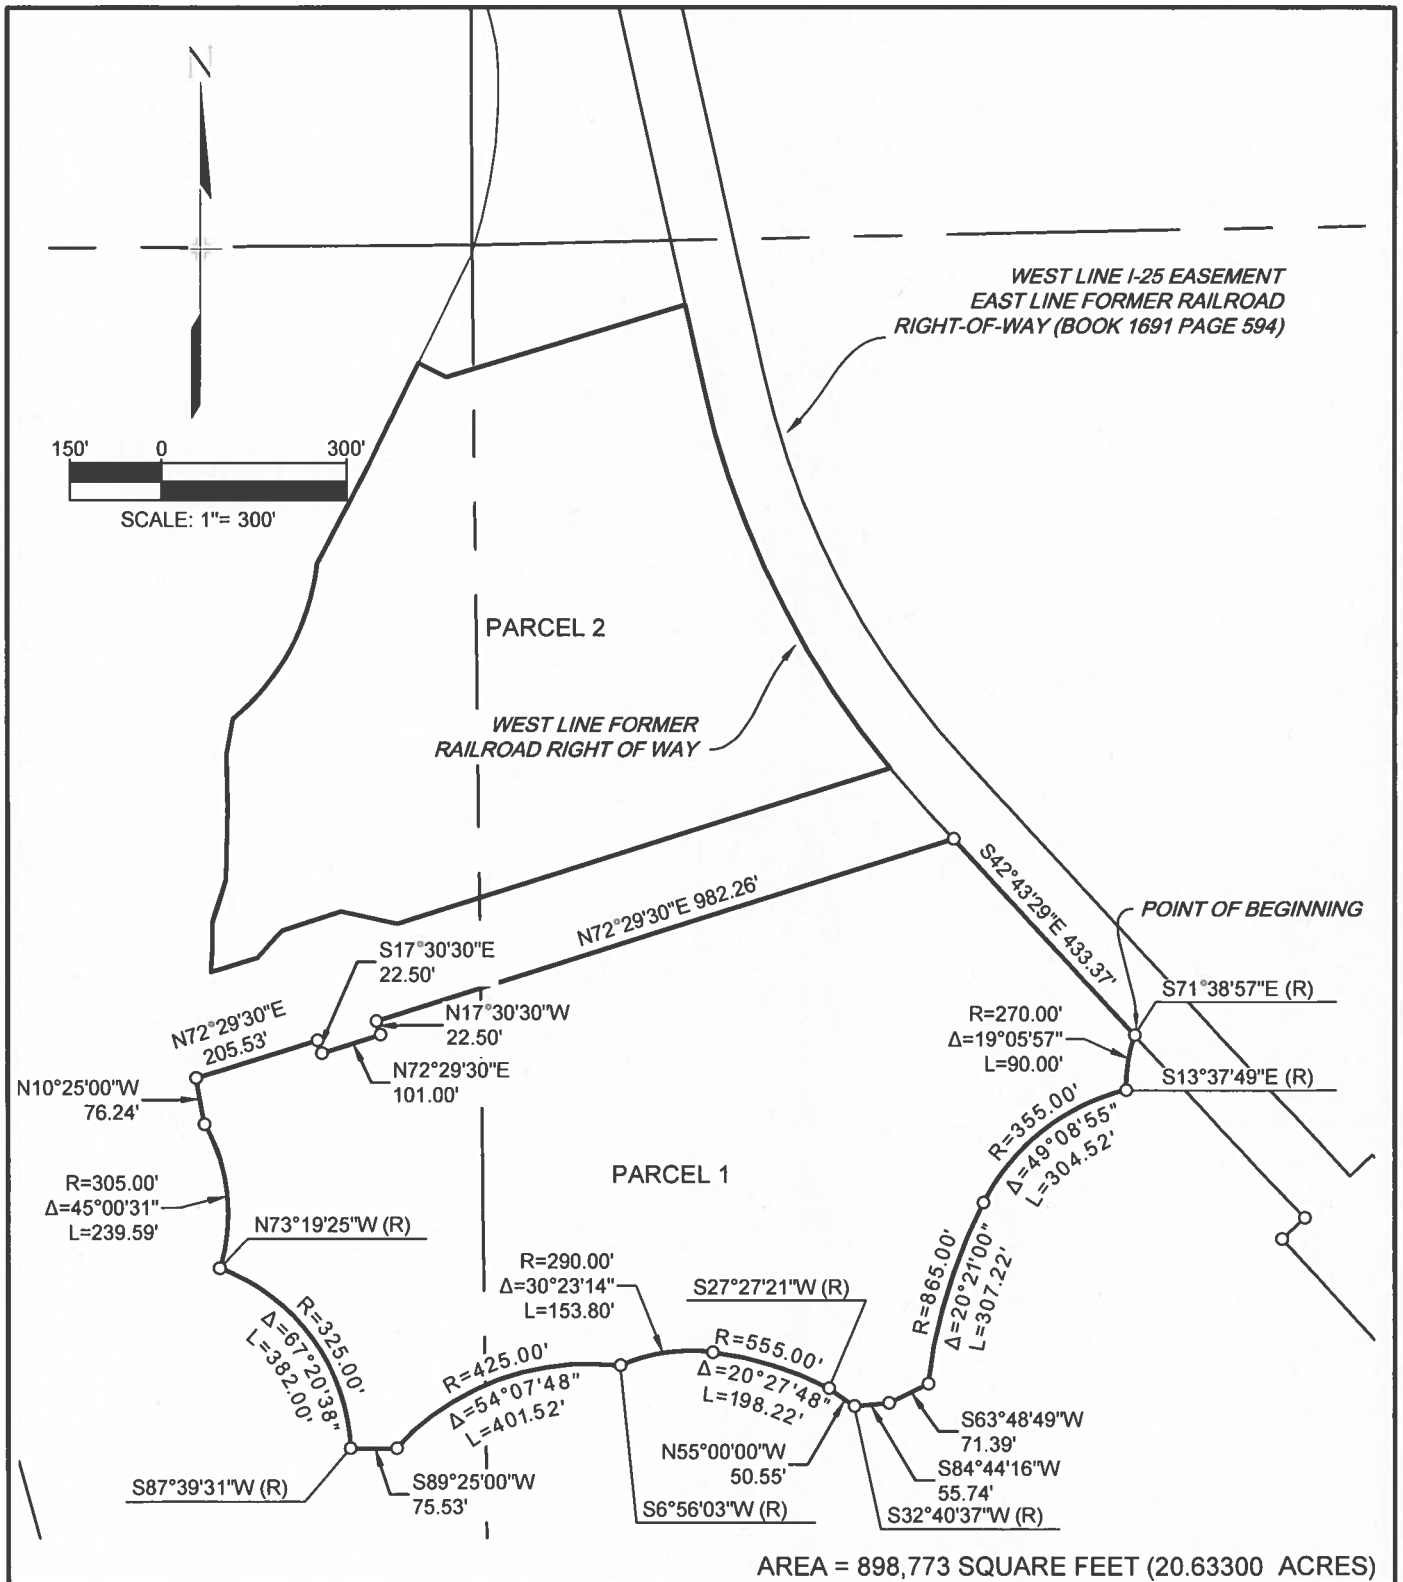 N
WEST LINE I-25 EASEMENT
EAST LINE FORMER RAILROAD
RIGHT-OF-WAY (BOOK 1691 PAGE 594)
150' 0 300'
SCALE: 1"= 300'
PARCEL 2
WEST LINE FORMER
RAILROAD RIGHT OF WAY
S42°43'29"E 433.37'
N72°29'30"E 982.26'
POINT OF BEGINNING
S17°30'30"E
22.50'
S71°38'57"E (R)
N17°30'30"W
22.50'
R=270.00'
Δ=19°05'57"
L=90.00'
N72°29'30"E
205.53'
N72°29'30"E
101.00'
S13°37'49"E (R)
N10°25'00"W
76.24'
R=355.00'
Δ=49°08'55"
L=304.52'
PARCEL 1
R=305.00'
Δ=45°00'31"
L=239.59'
N73°19'25"W (R)
R=290.00'
Δ=30°23'14"
L=153.80'
S27°27'21"W (R)
R=865.00'
Δ=20°21'00"
L=307.22'
R=325.00'
Δ=67°20'38"
L=382.00'
R=425.00'
Δ=54°07'48"
L=401.52'
R=555.00'
Δ=20°27'48"
L=198.22'
S63°48'49"W
71.39'
N55°00'00"W
50.55'
S84°44'16"W
55.74'
S87°39'31"W (R)
S89°25'00"W
75.53'
S6°56'03"W (R)
S32°40'37"W (R)
AREA = 898,773 SQUARE FEET (20.63300 ACRES)